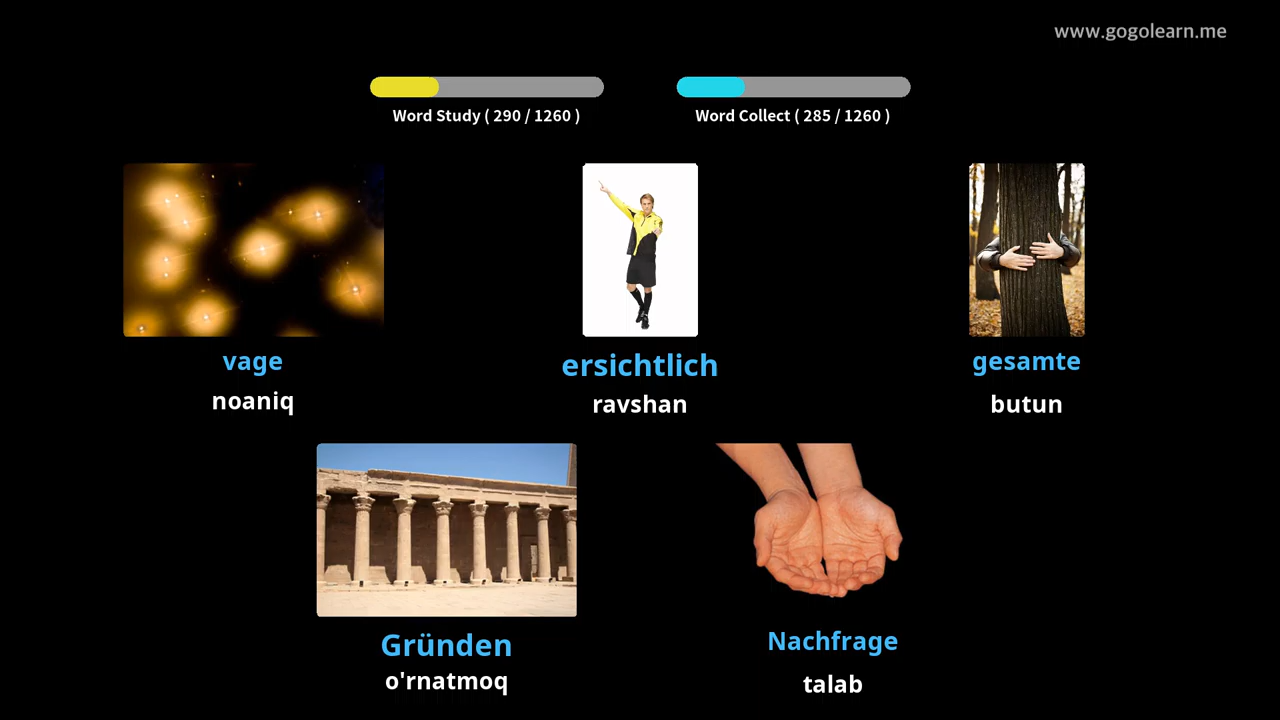 www.gogolearn.me
Word Study ( 290 / 1260 )
Word Collect ( 285 / 1260 )
vage
noaniq
ersichtlich
ravshan
gesamte
butun
Gründen
o'rnatmoq
Nachfrage
talab